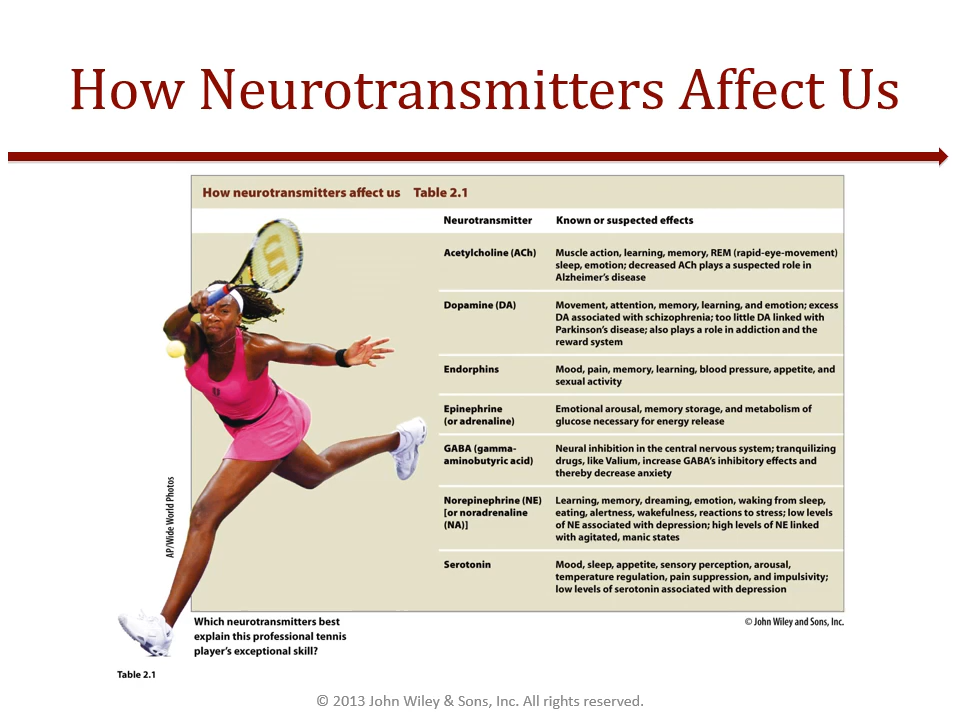 How Neurotransmitters Affect Us
How neurotransmitters affect us Table 2.1
Neurotransmitter Known or suspected effects
Acetylcholine (ACh) Muscle action, learning, memory, REM (rapid-eye-movement)
sleep, emotion; decreased ACh plays a suspected role in
Alzheimer's disease
Dopamine (DA) Movement, attention, memory, learning, and emotion; excess
DA associated with schizophrenia; too little DA linked with
Parkinson's disease; also plays a role in addiction and the
reward system
Endorphins Mood, pain, memory, learning, blood pressure, appetite, and
sexual activity
Epinephrine Emotional arousal, memory storage, and metabolism of
(or adrenaline) glucose necessary for energy release
GABA (gamma- Neural inhibition in the central nervous system; tranquilizing
aminobutyric acid) drugs, like Valium, increase GABA's inhibitory effects and
thereby decrease anxiety
Norepinephrine (NE) Learning, memory, dreaming, emotion, waking from sleep,
[or noradrenaline eating, alertness, wakefulness, reactions to stress; low levels
(NA)] of NE associated with depression; high levels of NE linked
with agitated, manic states
Serotonin Mood, sleep, appetite, sensory perception, arousal,
temperature regulation, pain suppression, and impulsivity;
low levels of serotonin associated with depression
AP/Wide World Photos
Which neurotransmitters best
explain this professional tennis
player's exceptional skill?
© John Wiley and Sons, Inc.
Table 2.1
© 2013 John Wiley & Sons, Inc. All rights reserved.